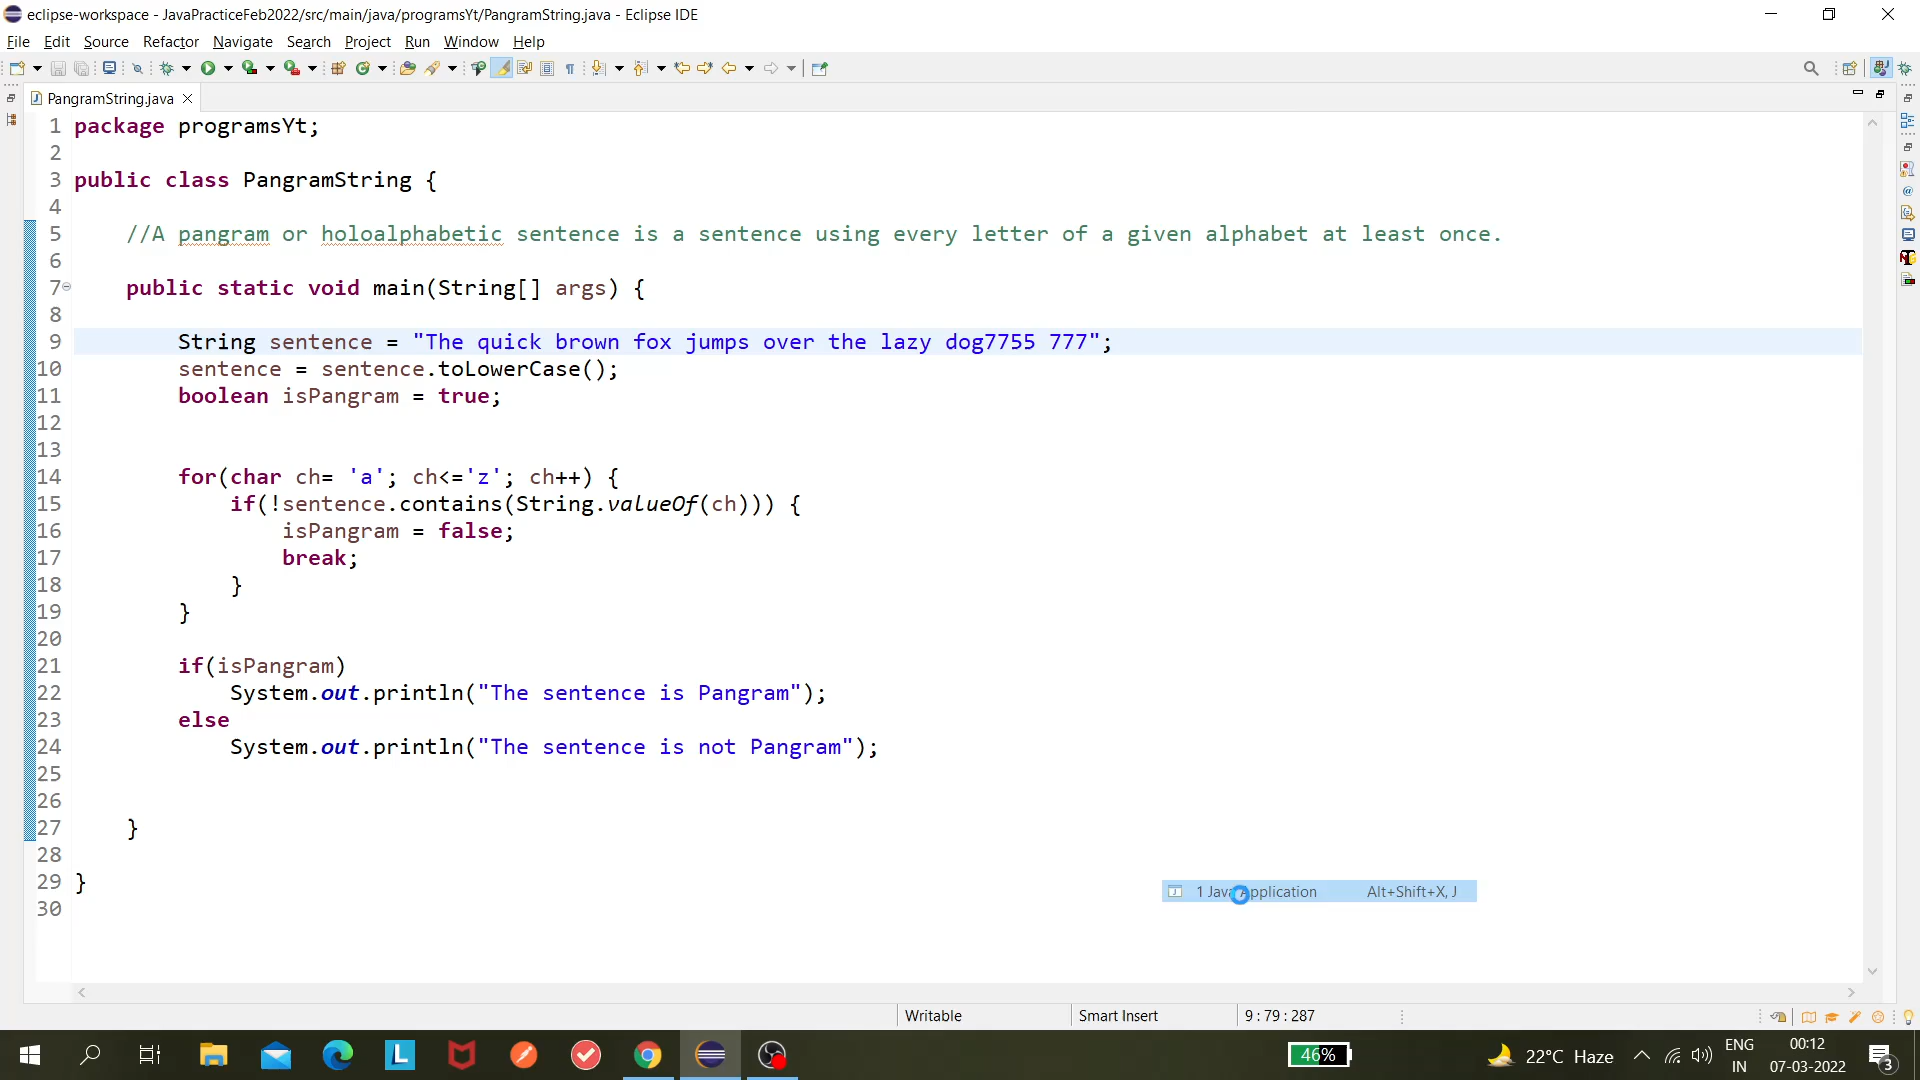 eclipse-workspace - JavaPracticeFeb2022/src/main/java/programsYt/PangramString.java - Eclipse IDE
File Edit Source Refactor Navigate Search Project Run Window Help
PangramString.java
1 package programsYt;
2
3 public class PangramString {
4
5 //A pangram or holoalphabetic sentence is a sentence using every letter of a given alphabet at least once.
6
7 public static void main(String[] args) {
8
9 String sentence = "The quick brown fox jumps over the lazy dog7755 777";
10 sentence = sentence.toLowerCase();
11 boolean isPangram = true;
12
13
14 for(char ch= 'a'; ch<='z'; ch++) {
15 if(!sentence.contains(String.valueOf(ch))) {
16 isPangram = false;
17 break;
18 }
19 }
20
21 if(isPangram)
22 System.out.println("The sentence is Pangram");
23 else
24 System.out.println("The sentence is not Pangram");
25
26
27 }
28
29 }
30
1 Java Application Alt+Shift+X, J
Writable Smart Insert 9 : 79 : 287
46% 22°C Haze ENG IN 00:12 07-03-2022 3